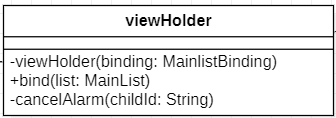 viewHolder
-viewHolder(binding: MainlistBinding)
+bind(list: MainList)
-cancelAlarm(childId: String)